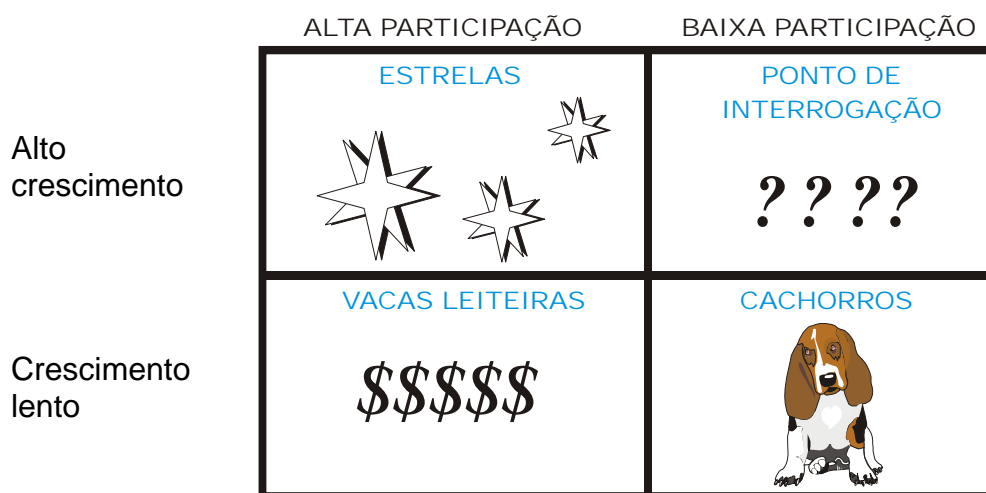 ALTA PARTICIPAÇÃO
BAIXA PARTICIPAÇÃO
Alto
crescimento
ESTRELAS
PONTO DE
INTERROGAÇÃO
? ? ??
Crescimento
lento
VACAS LEITEIRAS
$$$$$
CACHORROS